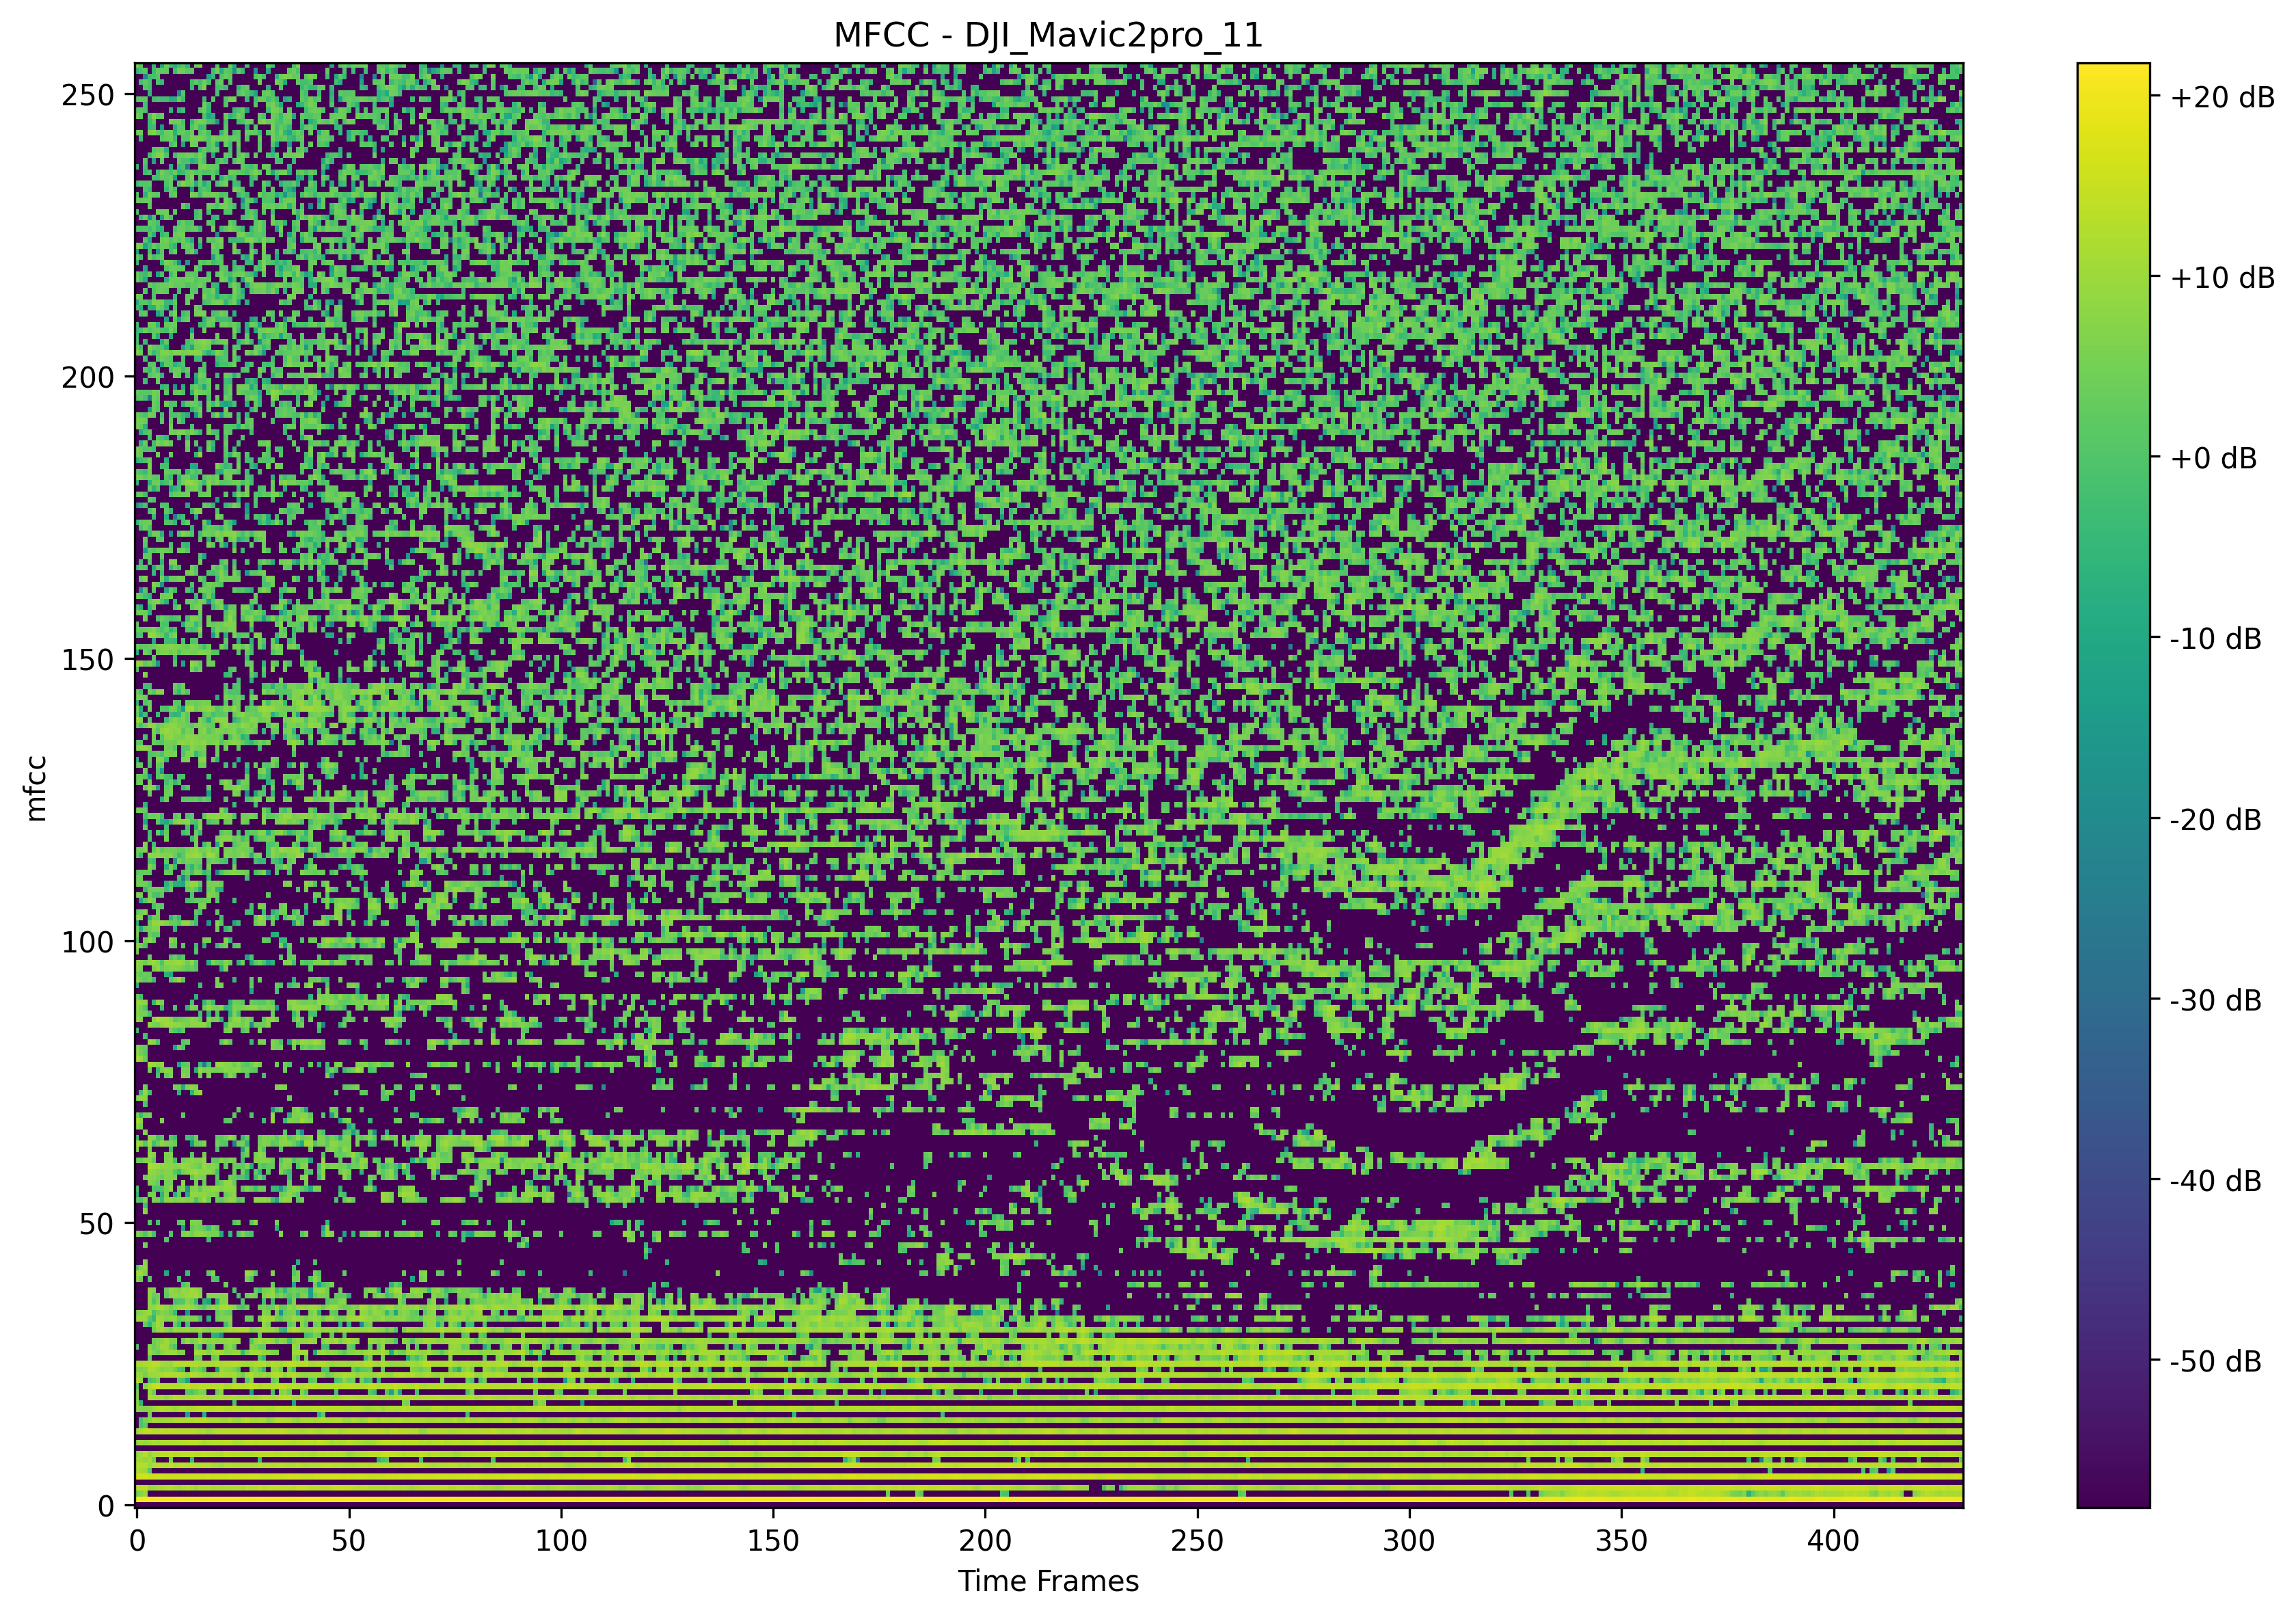 MFCC - DJI_Mavic2pro_11
250
200
150
100
50
0
mfcc
0 50 100 150 200 250 300 350 400
Time Frames
+20 dB
+10 dB
+0 dB
-10 dB
-20 dB
-30 dB
-40 dB
-50 dB